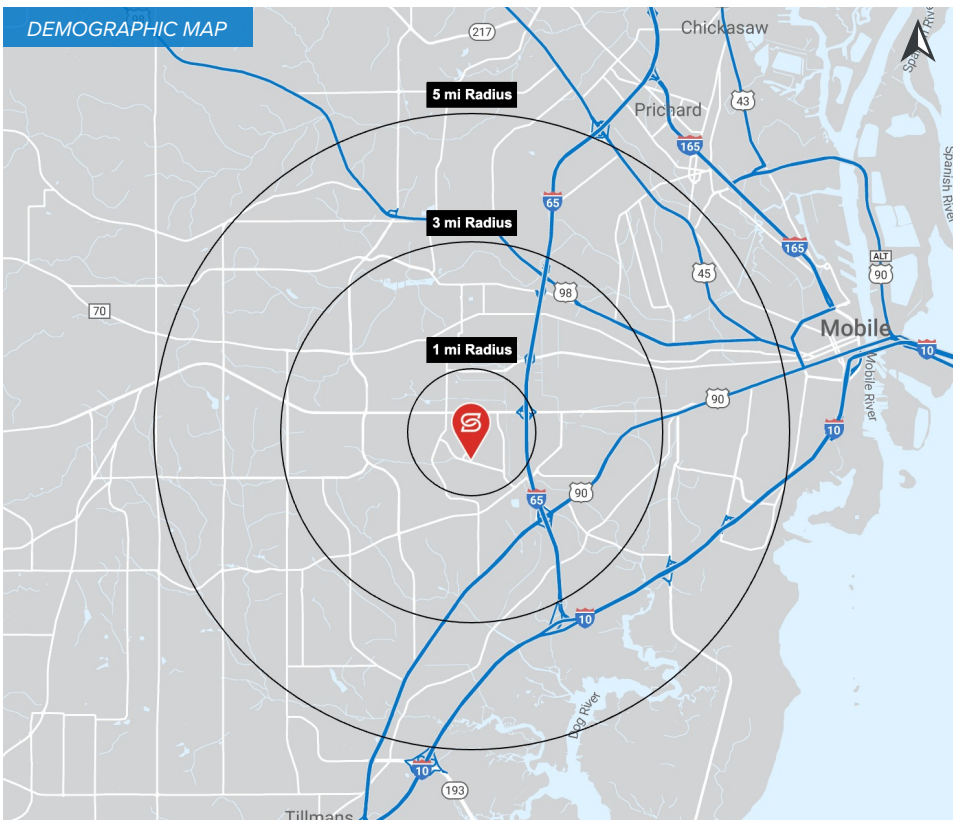 DEMOGRAPHIC MAP
217
Chickasaw
Spanish River
5 mi Radius
43
Prichard
165
65
Spanish River
3 mi Radius
165
45
ALT
90
98
70
Mobile
1 mi Radius
10
Mobile River
90
10
90
65
10
Dog River
10
193
Tillmans